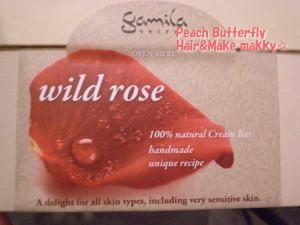 gamila
secret
Peach Butterfly
Hair&Make makky☆
OPEN HERE
wild rose
100% natural Cream Bar
handmade
unique recipe
A delight for all skin types, including very sensitive skin.